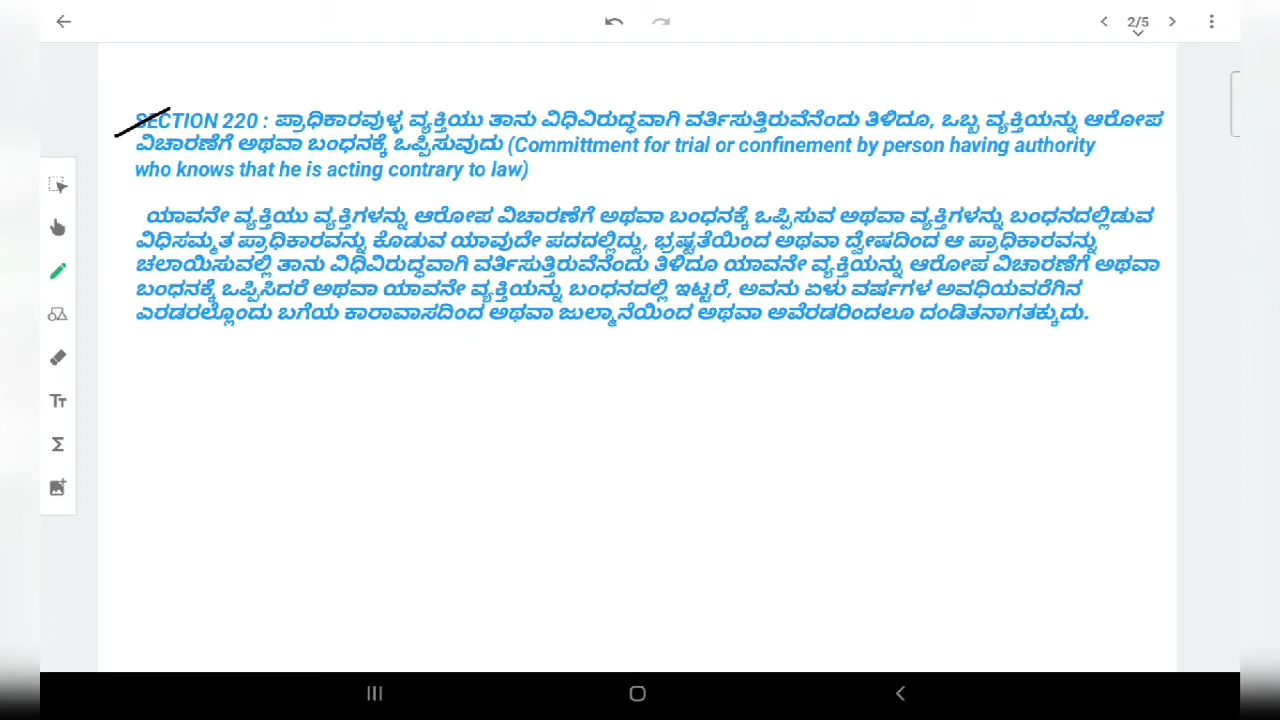 2/5
SECTION 220 : ಪ್ರಾಧಿಕಾರವುಳ್ಳ ವ್ಯಕ್ತಿಯು ತಾನು ವಿಧಿವಿರುದ್ಧವಾಗಿ ವರ್ತಿಸುತ್ತಿರುವೆನೆಂದು ತಿಳಿದೂ, ಒಬ್ಬ ವ್ಯಕ್ತಿಯನ್ನು ಆರೋಪ
ವಿಚಾರಣೆಗೆ ಅಥವಾ ಬಂಧನಕ್ಕೆ ಒಪ್ಪಿಸುವುದು (Committment for trial or confinement by person having authority
who knows that he is acting contrary to law)
ಯಾವನೇ ವ್ಯಕ್ತಿಯು ವ್ಯಕ್ತಿಗಳನ್ನು ಆರೋಪ ವಿಚಾರಣೆಗೆ ಅಥವಾ ಬಂಧನಕ್ಕೆ ಒಪ್ಪಿಸುವ ಅಥವಾ ವ್ಯಕ್ತಿಗಳನ್ನು ಬಂಧನದಲ್ಲಿಡುವ
ವಿಧಿಸಮ್ಮತ ಪ್ರಾಧಿಕಾರವನ್ನು ಕೊಡುವ ಯಾವುದೇ ಪದದಲ್ಲಿದ್ದು, ಭ್ರಷ್ಟತೆಯಿಂದ ಅಥವಾ ದ್ವೇಷದಿಂದ ಆ ಪ್ರಾಧಿಕಾರವನ್ನು
ಚಲಾಯಿಸುವಲ್ಲಿ ತಾನು ವಿಧಿವಿರುದ್ಧವಾಗಿ ವರ್ತಿಸುತ್ತಿರುವೆನೆಂದು ತಿಳಿದೂ ಯಾವನೇ ವ್ಯಕ್ತಿಯನ್ನು ಆರೋಪ ವಿಚಾರಣೆಗೆ ಅಥವಾ
ಬಂಧನಕ್ಕೆ ಒಪ್ಪಿಸಿದರೆ ಅಥವಾ ಯಾವನೇ ವ್ಯಕ್ತಿಯನ್ನು ಬಂಧನದಲ್ಲಿ ಇಟ್ಟರೆ, ಅವನು ಏಳು ವರ್ಷಗಳ ಅವಧಿಯವರೆಗಿನ
ಎರಡರಲ್ಲೊಂದು ಬಗೆಯ ಕಾರಾವಾಸದಿಂದ ಅಥವಾ ಜುಲ್ಮಾನೆಯಿಂದ ಅಥವಾ ಅವೆರಡರಿಂದಲೂ ದಂಡಿತನಾಗತಕ್ಕುದು.